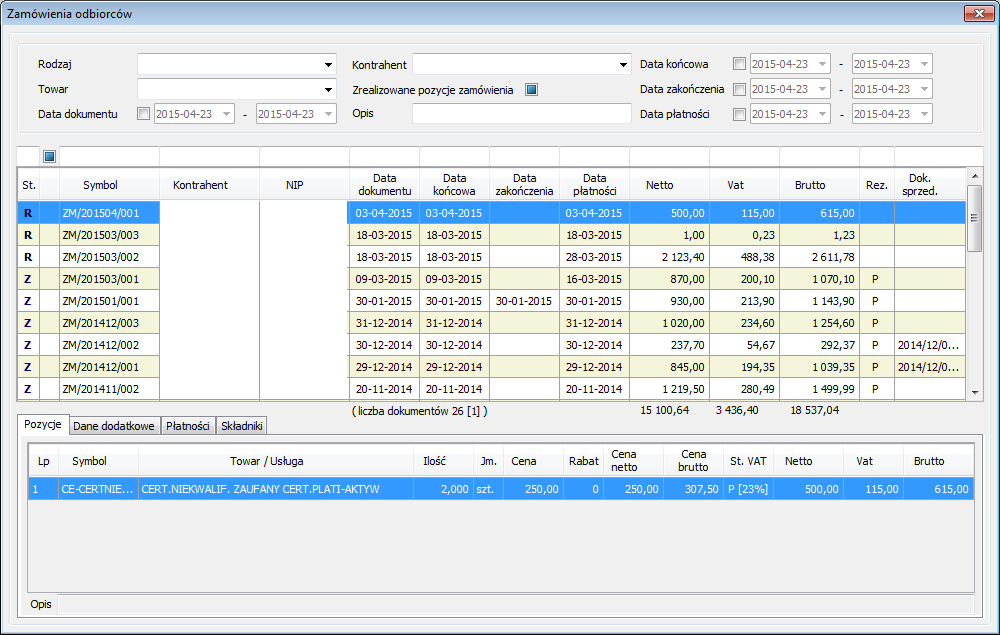 Zamówienia odbiorców
Rodzaj Kontrahent Data końcowa 2015-04-23 - 2015-04-23
Towar Zrealizowane pozycje zamówienia Data zakończenia 2015-04-23 - 2015-04-23
Data dokumentu 2015-04-23 - 2015-04-23 Opis Data płatności 2015-04-23 - 2015-04-23
St. Symbol Kontrahent NIP Data dokumentu Data końcowa Data zakończenia Data płatności Netto Vat Brutto Rez. Dok. sprzed.
R ZM/201504/001 03-04-2015 03-04-2015 03-04-2015 500,00 115,00 615,00
R ZM/201503/003 18-03-2015 18-03-2015 18-03-2015 1,00 0,23 1,23
R ZM/201503/002 18-03-2015 18-03-2015 28-03-2015 2 123,40 488,38 2 611,78
Z ZM/201503/001 09-03-2015 09-03-2015 16-03-2015 870,00 200,10 1 070,10 P
Z ZM/201501/001 30-01-2015 30-01-2015 30-01-2015 30-01-2015 930,00 213,90 1 143,90 P
Z ZM/201412/003 31-12-2014 31-12-2014 31-12-2014 1 020,00 234,60 1 254,60 P
Z ZM/201412/002 30-12-2014 30-12-2014 30-12-2014 237,70 54,67 292,37 P 2014/12/0...
Z ZM/201412/001 29-12-2014 29-12-2014 29-12-2014 845,00 194,35 1 039,35 P 2014/12/0...
Z ZM/201411/002 20-11-2014 20-11-2014 20-11-2014 1 219,50 280,49 1 499,99 P
( liczba dokumentów 26 [1] ) 15 100,64 3 436,40 18 537,04
Pozycje Dane dodatkowe Płatności Składniki
Lp Symbol Towar / Usługa Ilość Jm. Cena Rabat Cena netto Cena brutto St. VAT Netto Vat Brutto
1 CE-CERTNIE... CERT.NIEKWALIF. ZAUFANY CERT.PLATI-AKTYW 2,000 szt. 250,00 0 250,00 307,50 P [23%] 500,00 115,00 615,00
Opis